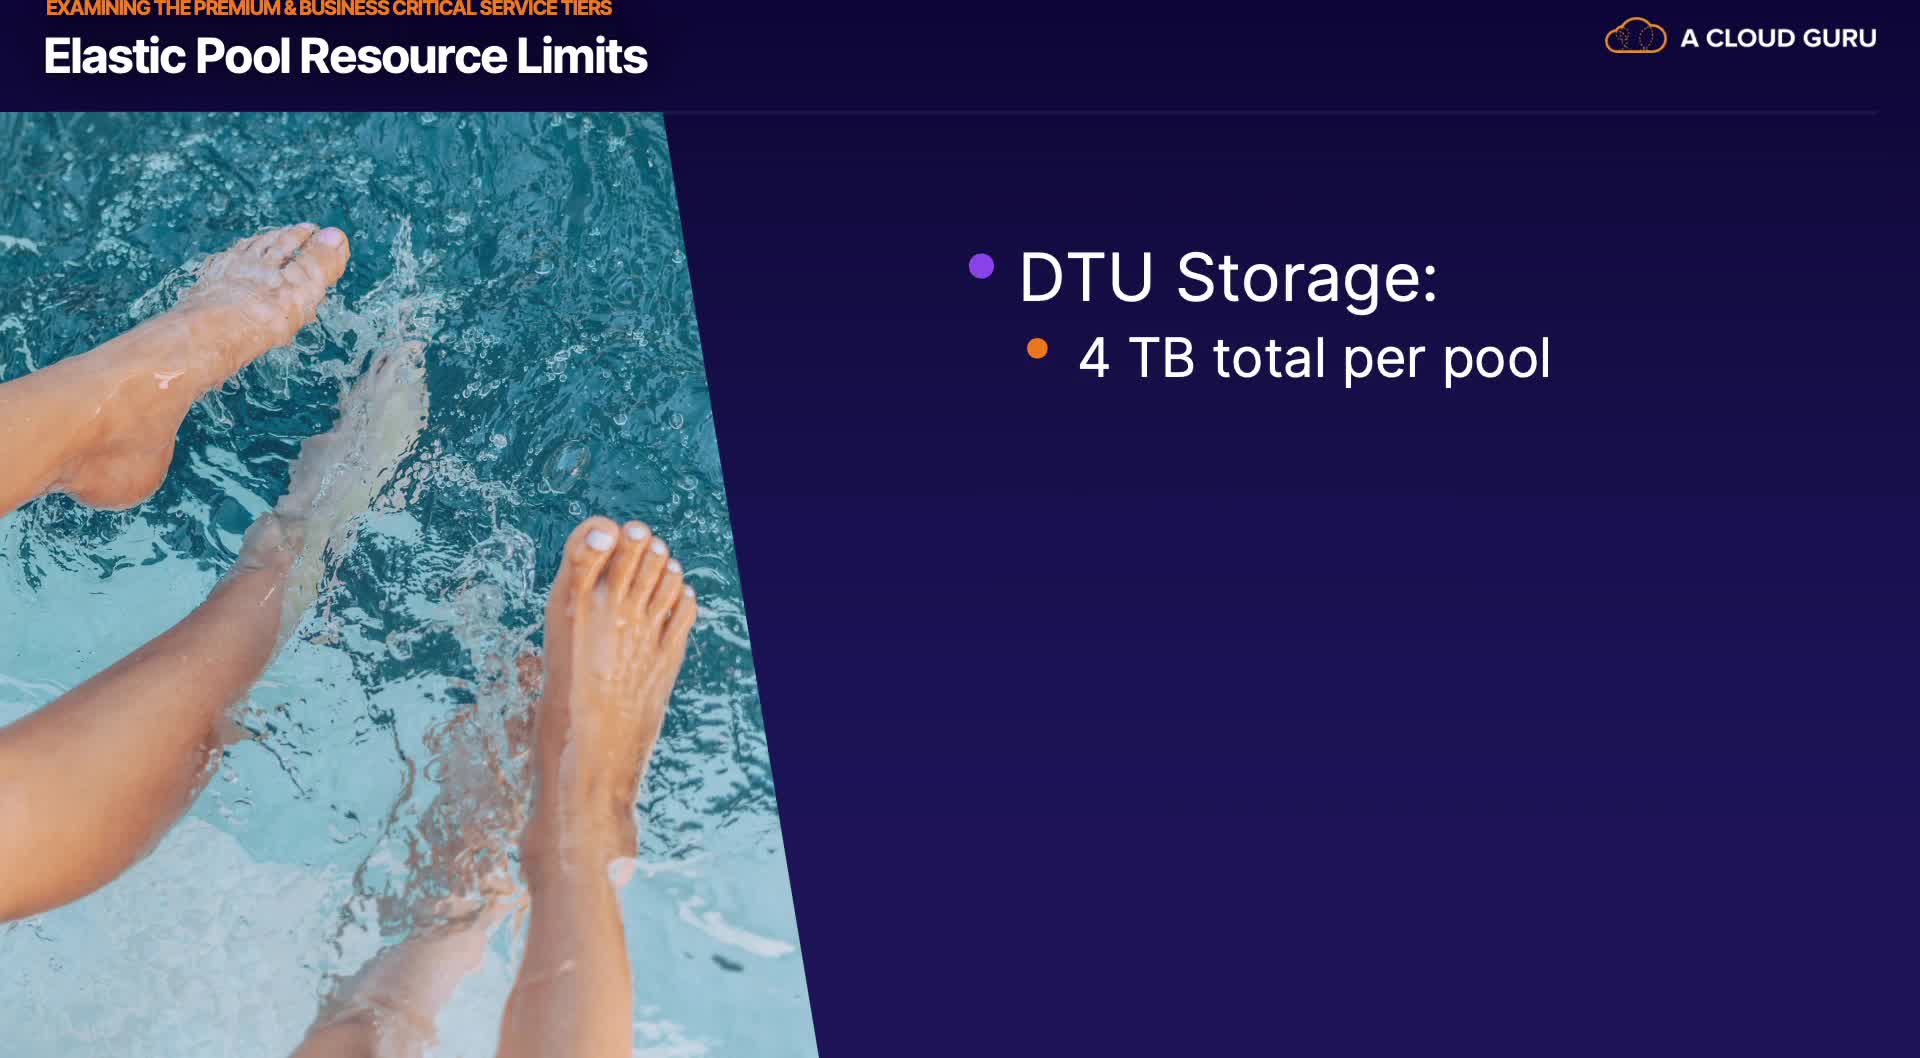 EXAMINING THE PREMIUM & BUSINESS CRITICAL SERVICE TIERS
Elastic Pool Resource Limits
A CLOUD GURU
DTU Storage:
4 TB total per pool